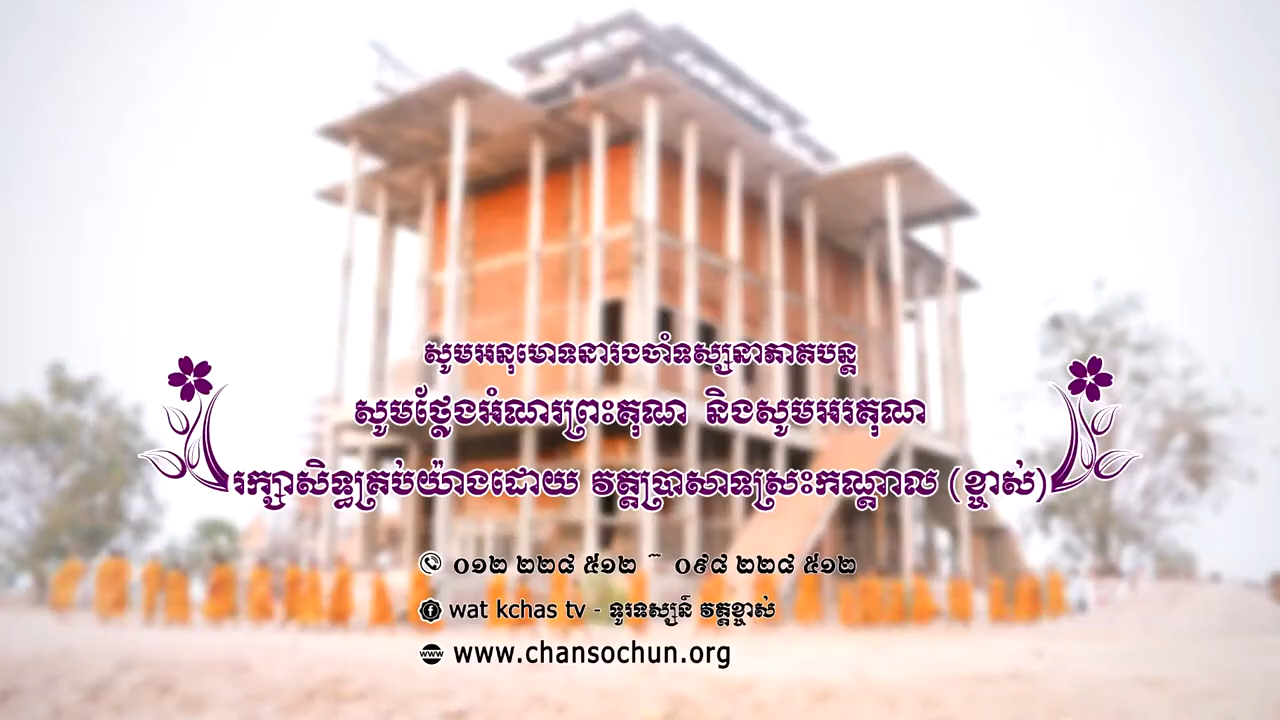 សូមអនុមោទនារងចាំទស្សនាភាគបន្ត
សូមថ្លែងអំណរព្រះគុណ និងសូមអរគុណ
រក្សាសិទ្ធគ្រប់យ៉ាងដោយ វត្តប្រាសាទស្រះកណ្តាល (ខ្ចាស់)
០១២ ២២៨ ៥១២ ~ ០៩៨ ២២៨ ៥១២
wat kchas tv - ទូរទស្សន៍ វត្តខ្ចាស់
www.chansochun.org